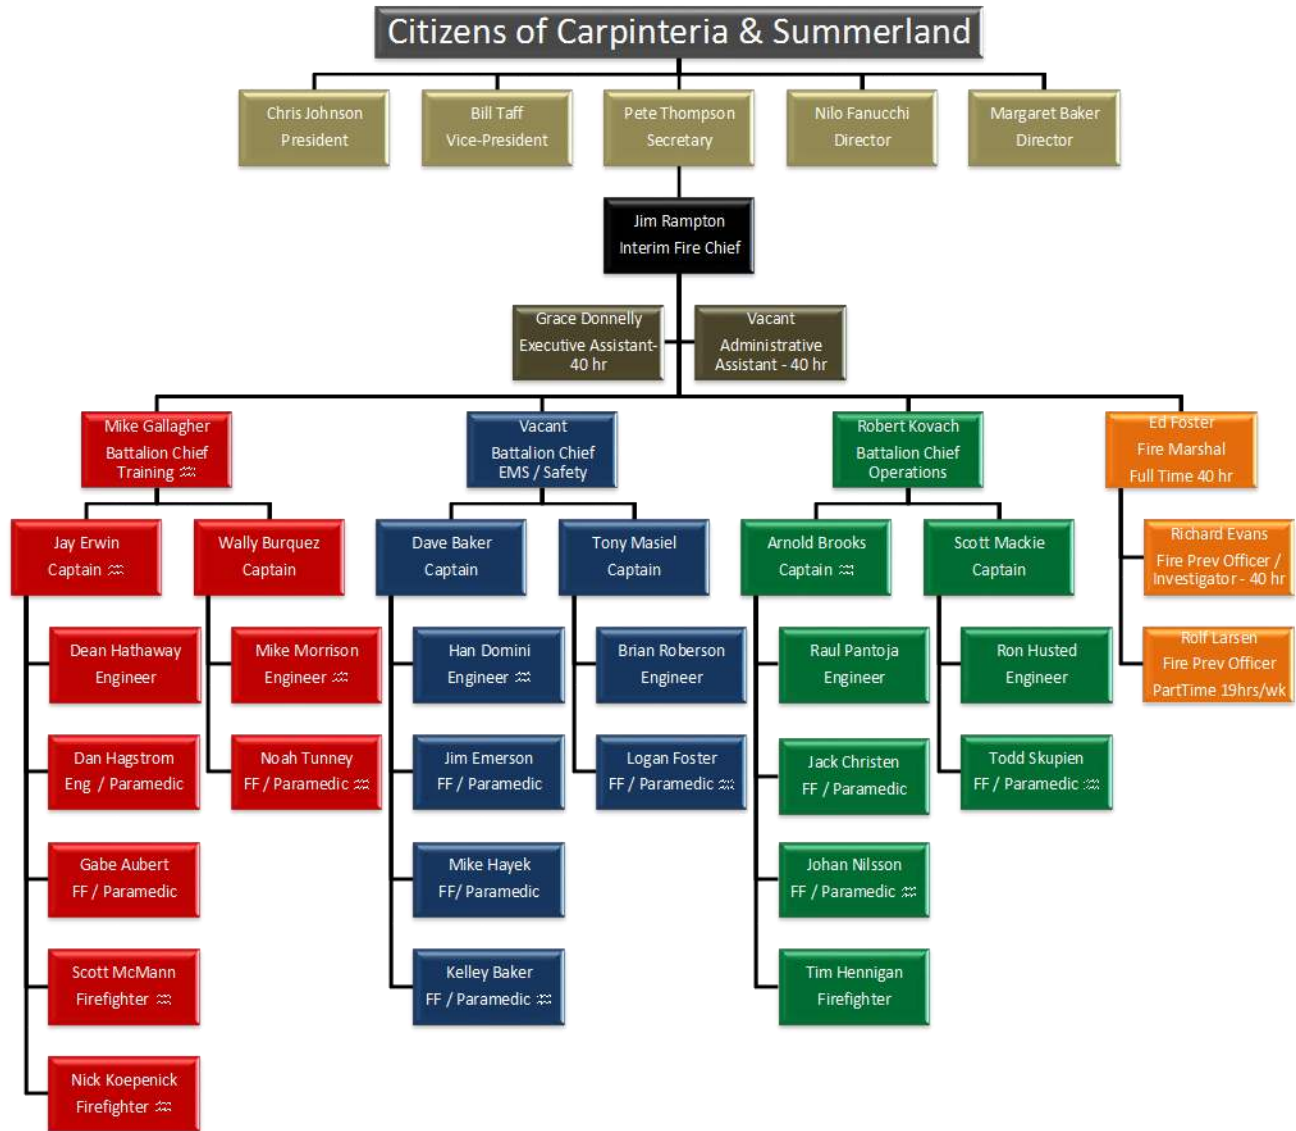 Citizens of Carpinteria & Summerland
Chris Johnson
President
Bill Taff
Vice-President
Pete Thompson
Secretary
Nilo Fanucchi
Director
Margaret Baker
Director
Jim Rampton
Interim Fire Chief
Grace Donnelly
Executive Assistant-
40 hr
Vacant
Administrative
Assistant - 40 hr
Mike Gallagher
Battalion Chief
Training
Vacant
Battalion Chief
EMS / Safety
Robert Kovach
Battalion Chief
Operations
Ed Foster
Fire Marshal
Full Time 40 hr
Jay Erwin
Captain
Wally Burquez
Captain
Dave Baker
Captain
Tony Masiel
Captain
Arnold Brooks
Captain
Scott Mackie
Captain
Richard Evans
Fire Prev Officer /
Investigator - 40 hr
Dean Hathaway
Engineer
Mike Morrison
Engineer
Han Domini
Engineer
Brian Roberson
Engineer
Raul Pantoja
Engineer
Ron Husted
Engineer
Rolf Larsen
Fire Prev Officer
PartTime 19hrs/wk
Dan Hagstrom
Eng / Paramedic
Noah Tunney
FF / Paramedic
Jim Emerson
FF / Paramedic
Logan Foster
FF / Paramedic
Jack Christen
FF / Paramedic
Todd Skupien
FF / Paramedic
Gabe Aubert
FF / Paramedic
Mike Hayek
FF/ Paramedic
Johan Nilsson
FF / Paramedic
Scott McMann
Firefighter
Kelley Baker
FF / Paramedic
Tim Hennigan
Firefighter
Nick Koepenick
Firefighter